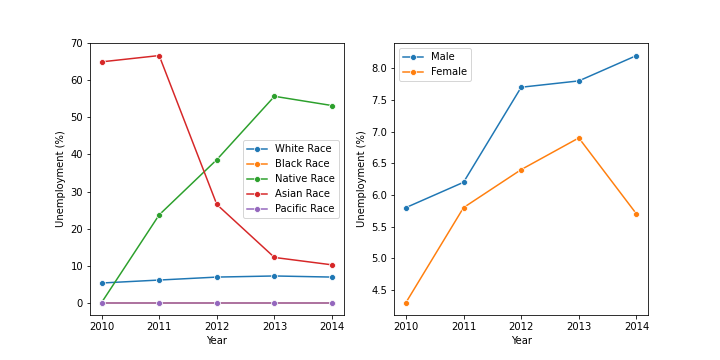 70
60
50
40
30
20
10
0
Unemployment (%)
2010 2011 2012 2013 2014
Year
White Race
Black Race
Native Race
Asian Race
Pacific Race
8.0
7.5
7.0
6.5
6.0
5.5
5.0
4.5
Unemployment (%)
2010 2011 2012 2013 2014
Year
Male
Female